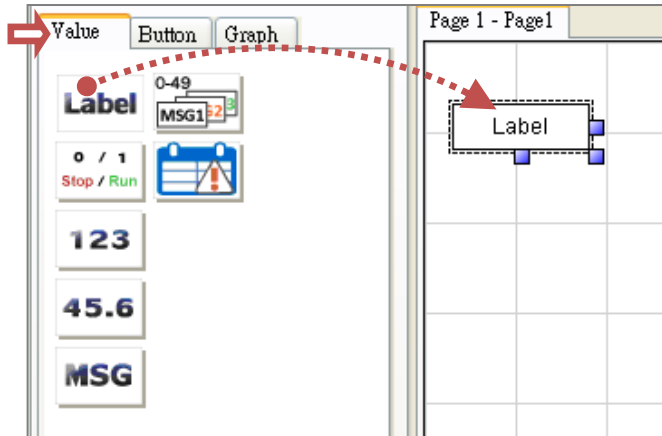 Value
Button
Graph
Page 1 - Page1
Label
0-49
MSG1
Label
0 / 1
Stop / Run
123
45.6
MSG